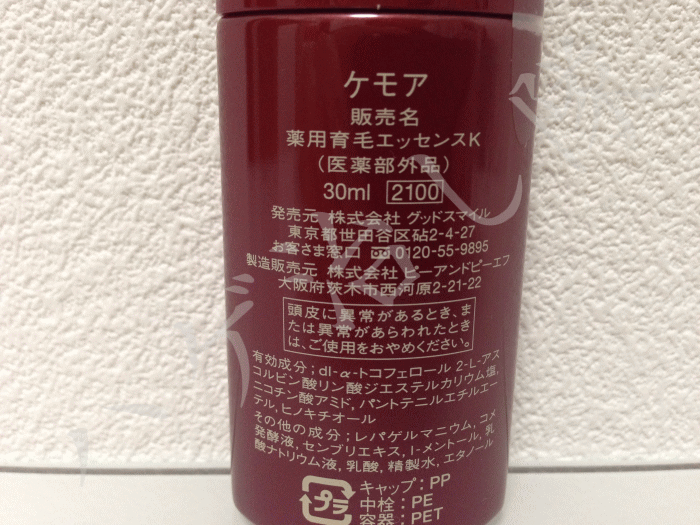 ケモア
販売名
薬用育毛エッセンスK
（医薬部外品）
30ml 2100
発売元 株式会社 グッドスマイル
東京都世田谷区砧2-4-27
お客さま窓口 0120-55-9895
製造販売元 株式会社 ピーアンドピーエフ
大阪府茨木市西河原2-21-22
頭皮に異常があるとき、ま
たは異常があらわれたとき
は、ご使用をおやめください。
有効成分；dl-α-トコフェロール 2-L-アス
コルビン酸リン酸ジエステルカリウム塩,
ニコチン酸アミド, パントテニルエチルエー
テル, ヒノキチオール
その他の成分；レパゲルマニウム, コメ
発酵液, センブリエキス, l-メントール, 乳
酸ナトリウム液, 乳酸, 精製水, エタノール
プラ
キャップ：PP
中栓：PE
容器：PET